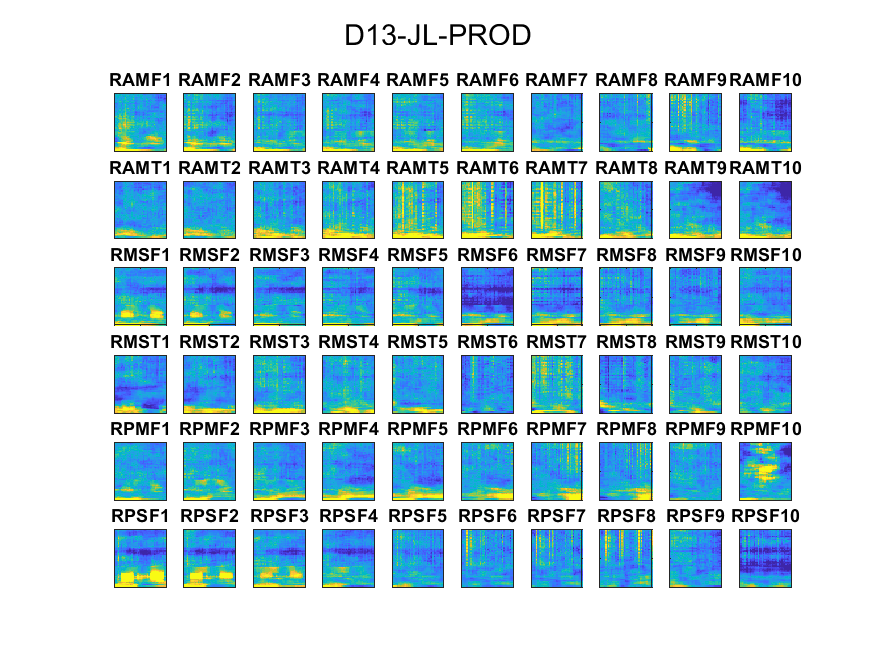 D13-JL-PROD
RAMF1 RAMF2 RAMF3 RAMF4 RAMF5 RAMF6 RAMF7 RAMF8 RAMF9 RAMF10
RAMT1 RAMT2 RAMT3 RAMT4 RAMT5 RAMT6 RAMT7 RAMT8 RAMT9 RAMT10
RMSF1 RMSF2 RMSF3 RMSF4 RMSF5 RMSF6 RMSF7 RMSF8 RMSF9 RMSF10
RMST1 RMST2 RMST3 RMST4 RMST5 RMST6 RMST7 RMST8 RMST9 RMST10
RPMF1 RPMF2 RPMF3 RPMF4 RPMF5 RPMF6 RPMF7 RPMF8 RPMF9 RPMF10
RPSF1 RPSF2 RPSF3 RPSF4 RPSF5 RPSF6 RPSF7 RPSF8 RPSF9 RPSF10